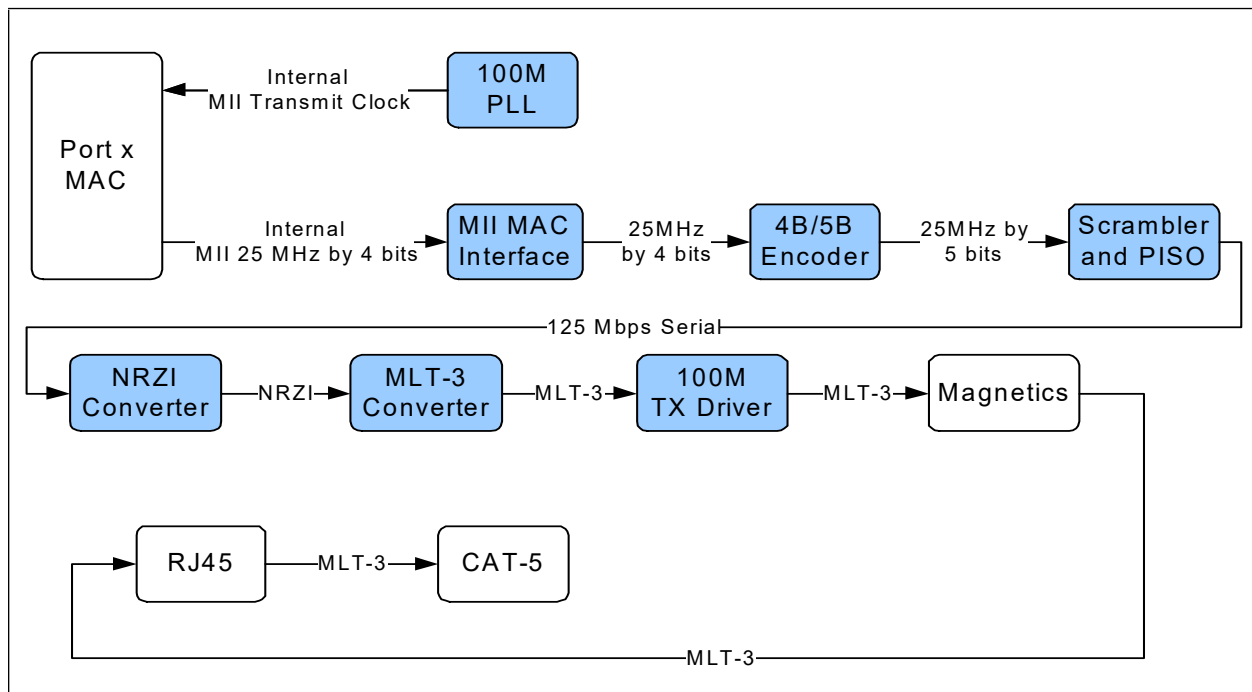 Internal
MII Transmit Clock
100M
PLL
Port x
MAC
Internal
MII 25 MHz by 4 bits
MII MAC
Interface
25MHz
by 4 bits
4B/5B
Encoder
25MHz by
5 bits
Scrambler
and PISO
125 Mbps Serial
NRZI
Converter
NRZI
MLT-3
Converter
MLT-3
100M
TX Driver
MLT-3
Magnetics
RJ45
MLT-3
CAT-5
MLT-3